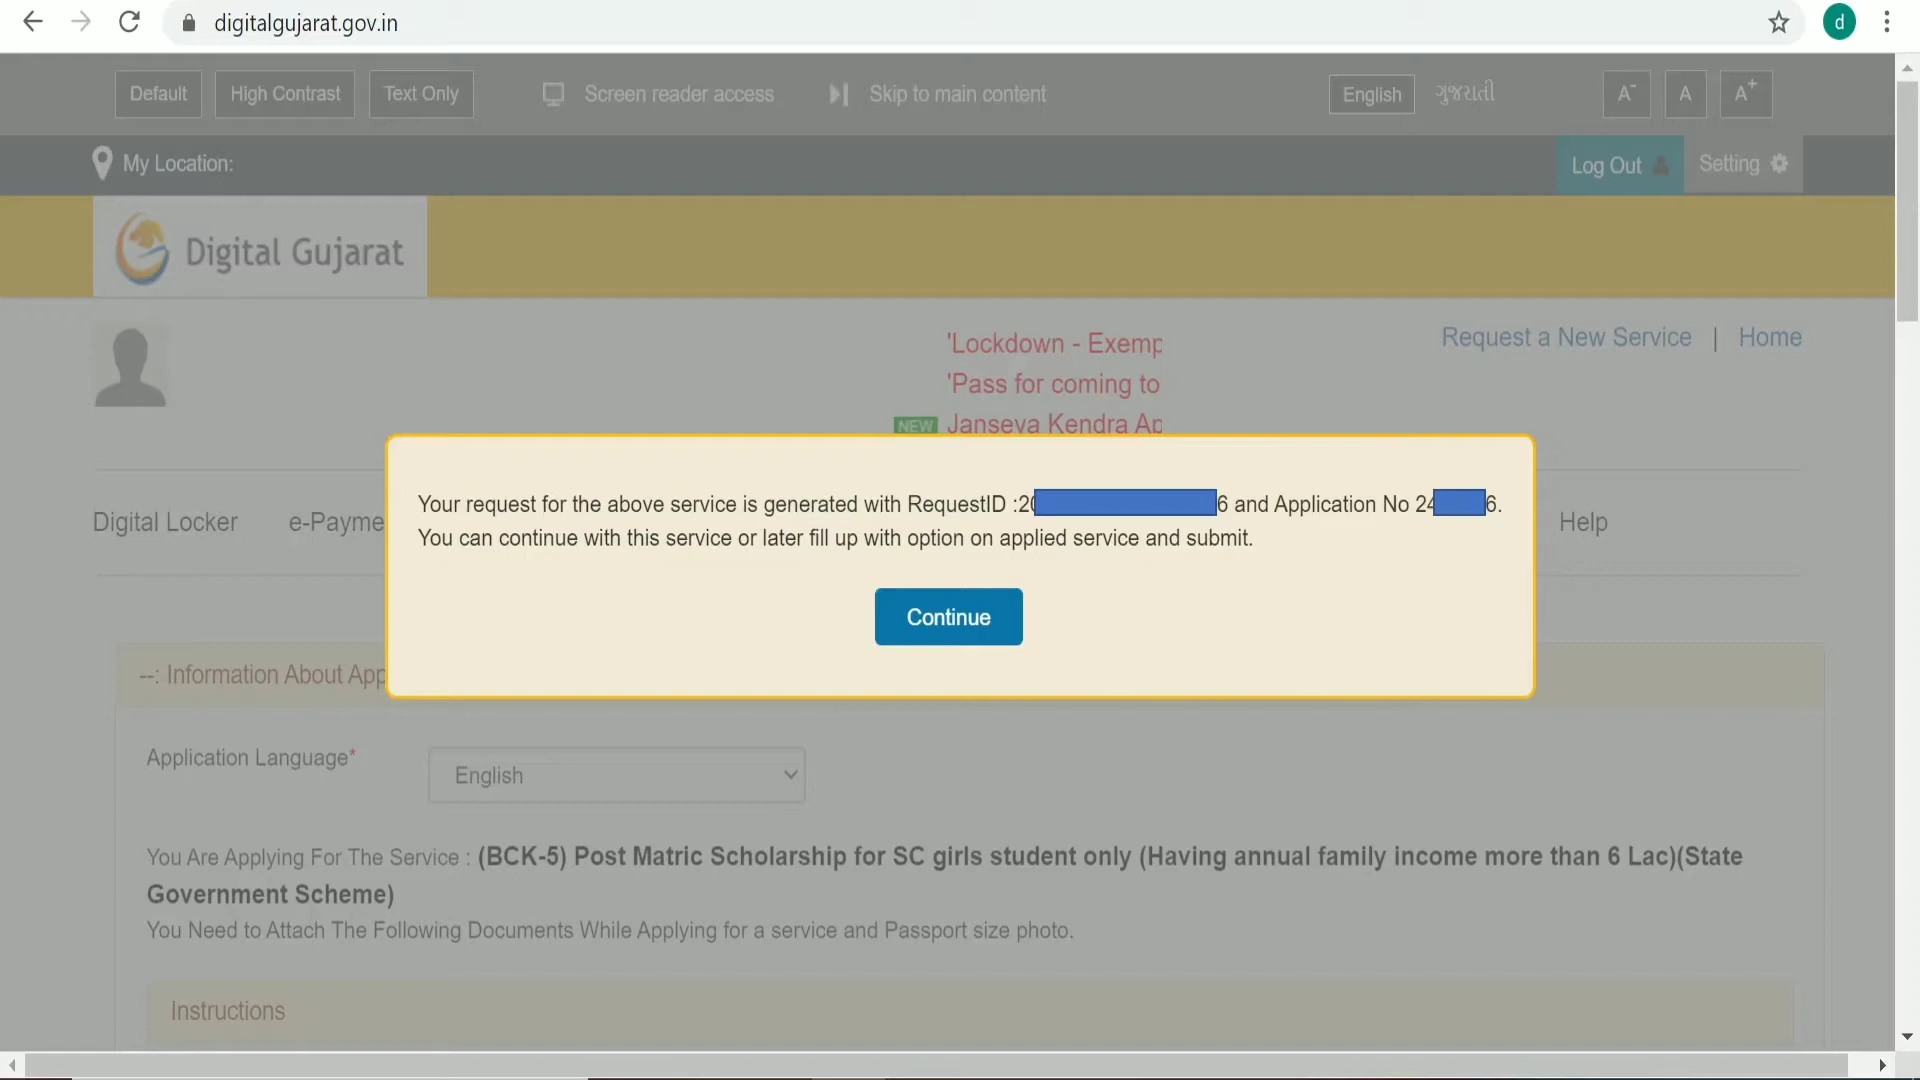 digitalgujarat.gov.in
d
Default High Contrast Text Only Screen reader access Skip to main content English ગુજરાતી A- A A+
My Location: Log Out Setting
Digital Gujarat
'Lockdown - Exemp
Request a New Service | Home
'Pass for coming to
NEW Janseva Kendra Ap
Digital Locker e-Payme Help
Your request for the above service is generated with RequestID :20 6 and Application No 24 6.
You can continue with this service or later fill up with option on applied service and submit.
Continue
--: Information About App
Application Language* English
You Are Applying For The Service : (BCK-5) Post Matric Scholarship for SC girls student only (Having annual family income more than 6 Lac)(State
Government Scheme)
You Need to Attach The Following Documents While Applying for a service and Passport size photo.
Instructions